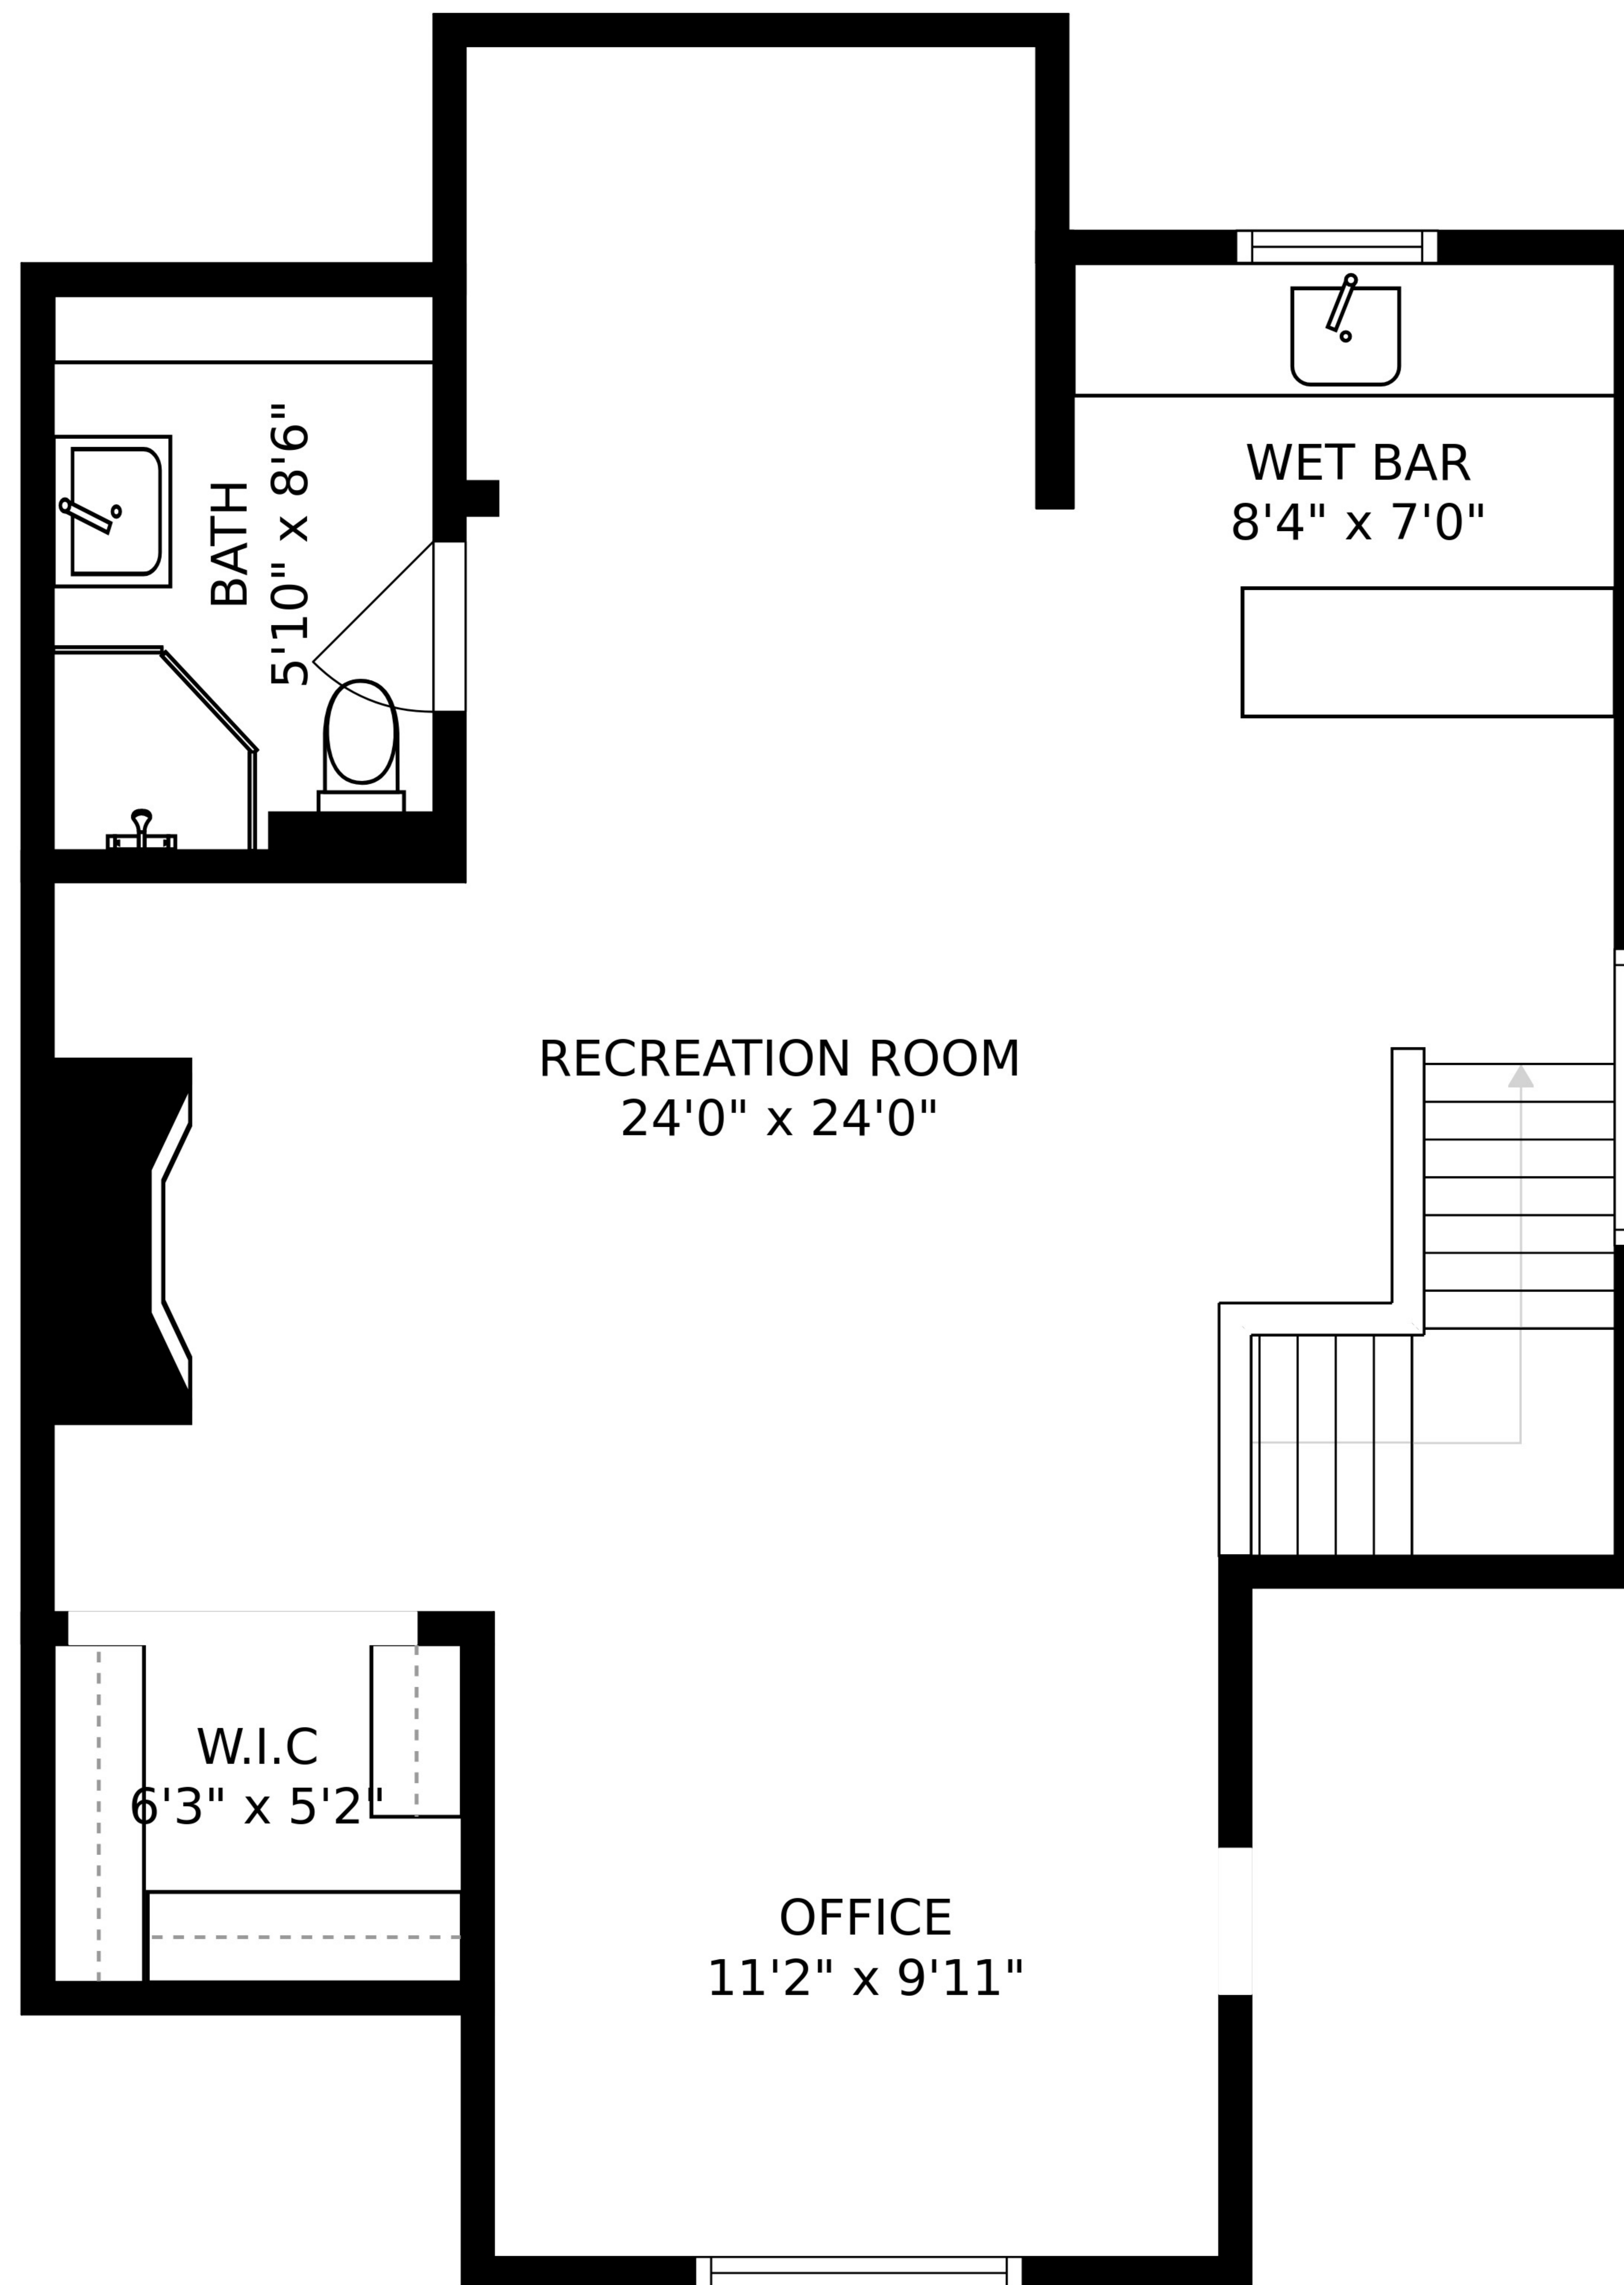 WET BAR
8'4" x 7'0"
BATH
5'10" x 8'6"
RECREATION ROOM
24'0" x 24'0"
W.I.C
6'3" x 5'2"
OFFICE
11'2" x 9'11"